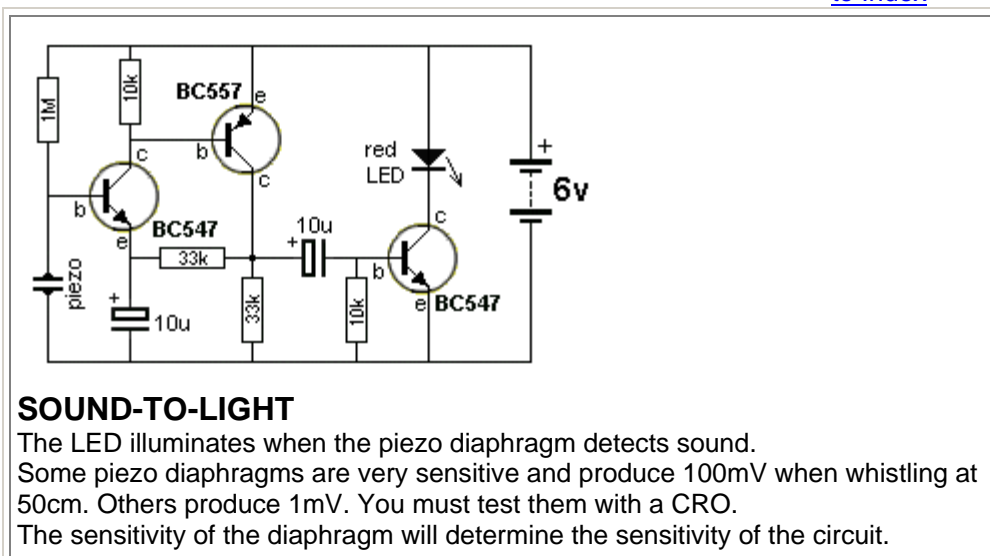 to Index
1M
10k
BC557
e
b
c
c
b
e
BC547
33k
10u
+
piezo
+
10u
33k
10k
red
LED
c
b
e
BC547
+
6v
SOUND-TO-LIGHT
The LED illuminates when the piezo diaphragm detects sound.
Some piezo diaphragms are very sensitive and produce 100mV when whistling at
50cm. Others produce 1mV. You must test them with a CRO.
The sensitivity of the diaphragm will determine the sensitivity of the circuit.